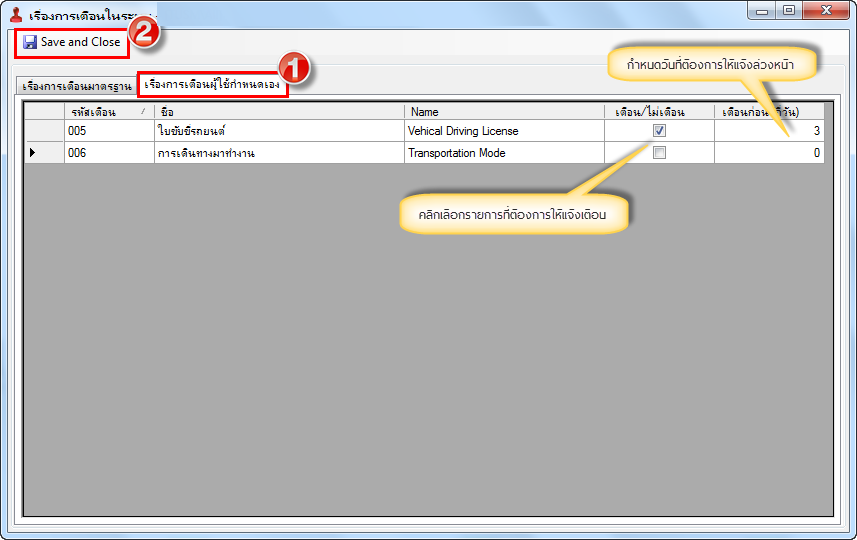 เรื่องการเตือนในระบบ
2
Save and Close
1
กำหนดวันที่ต้องการให้แจ้งล่วงหน้า
เรื่องการเตือนมาตรฐาน เรื่องการเตือนผู้ใช้กำหนดเอง
รหัสเตือน ชื่อ Name เตือน/ไม่เตือน เตือนก่อน วัน)
005 ใบขับขี่รถยนต์ Vehical Driving License 3
006 การเดินทางมาทำงาน Transportation Mode 0
คลิกเลือกรายการที่ต้องการให้แจ้งเตือน